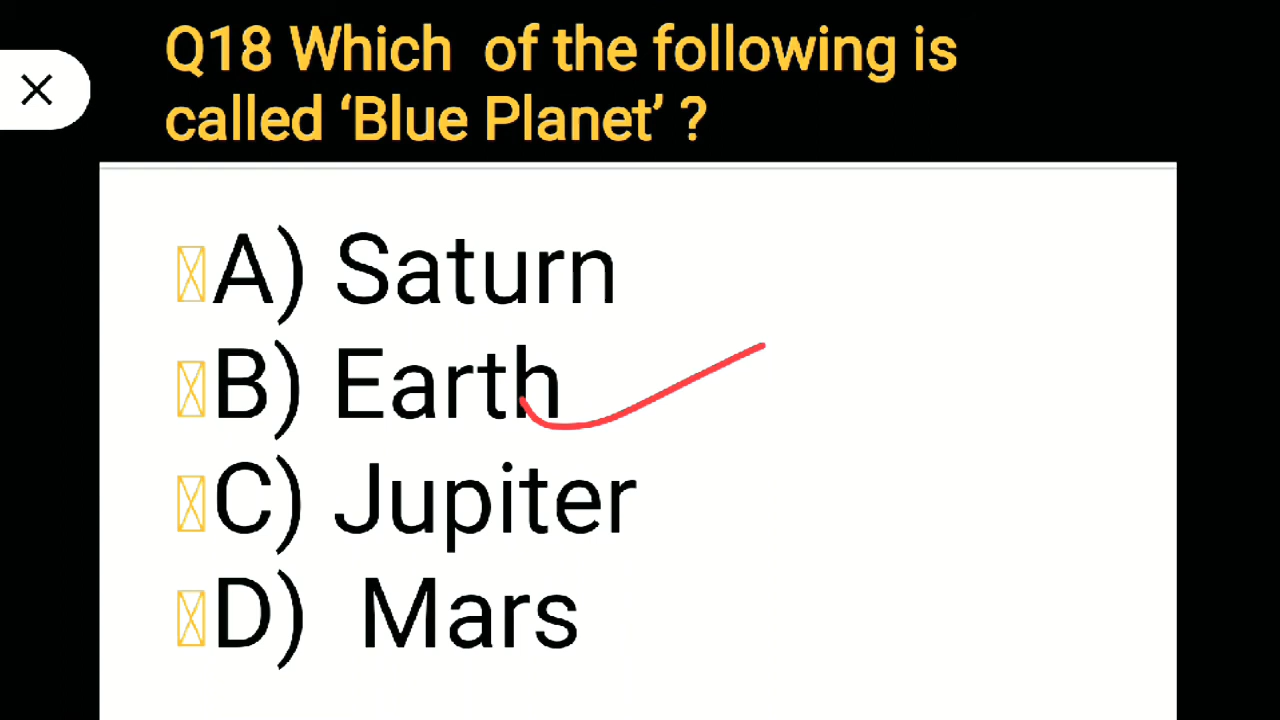 Q18 Which of the following is
called ‘Blue Planet’ ?
A) Saturn
B) Earth
C) Jupiter
D) Mars